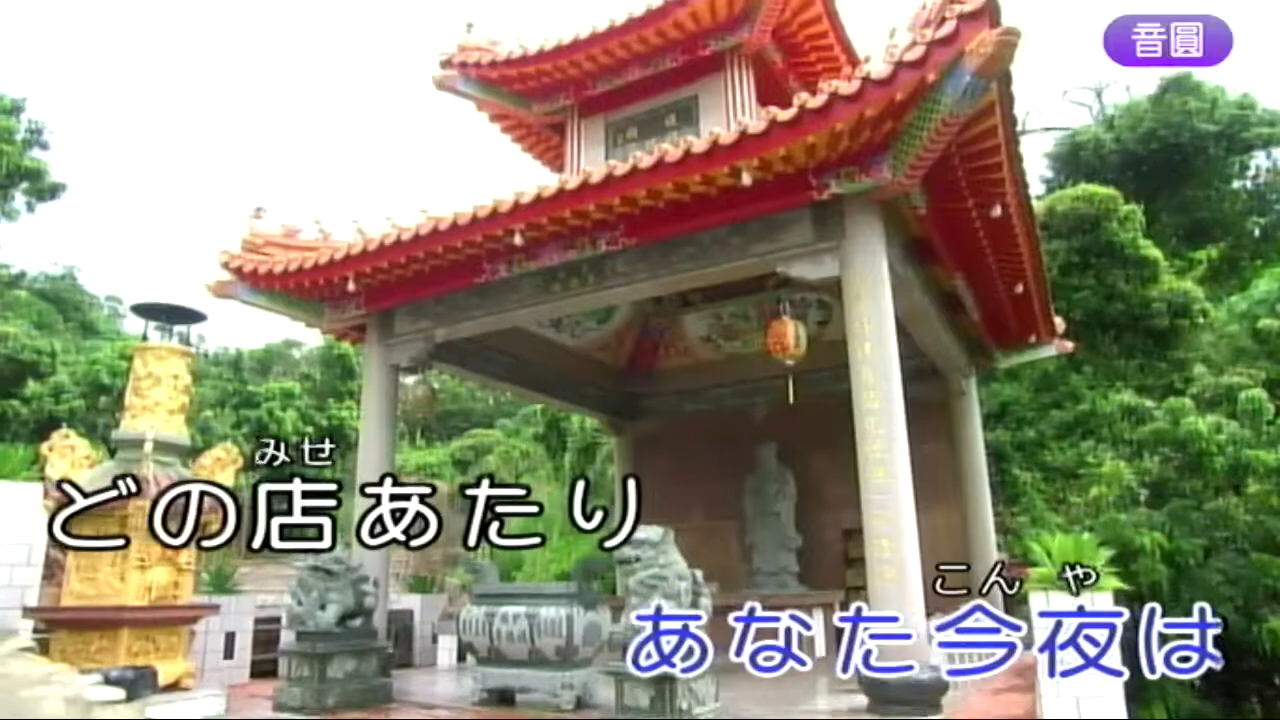 音圓
みせ
どの店あたり
こんや
あなた今夜は